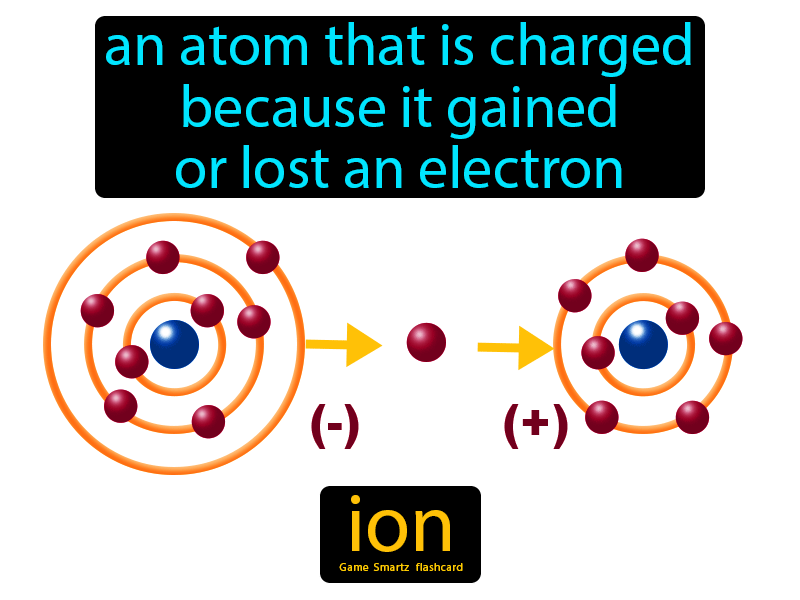 an atom that is charged
because it gained
or lost an electron
(-)
(+)
ion
Game Smartz flashcard